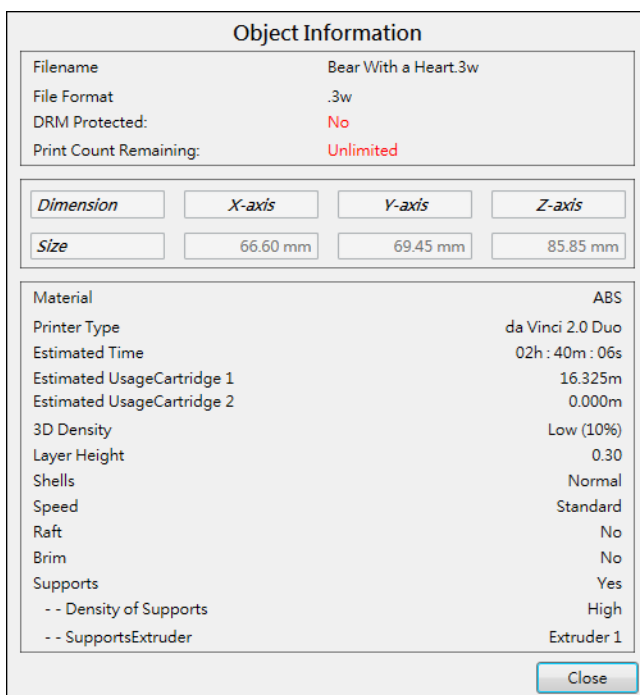 Object Information
Filename Bear With a Heart.3w
File Format .3w
DRM Protected: No
Print Count Remaining: Unlimited
Dimension X-axis Y-axis Z-axis
Size 66.60 mm 69.45 mm 85.85 mm
Material ABS
Printer Type da Vinci 2.0 Duo
Estimated Time 02h : 40m : 06s
Estimated UsageCartridge 1 16.325m
Estimated UsageCartridge 2 0.000m
3D Density Low (10%)
Layer Height 0.30
Shells Normal
Speed Standard
Raft No
Brim No
Supports Yes
- - Density of Supports High
- - SupportsExtruder Extruder 1
Close